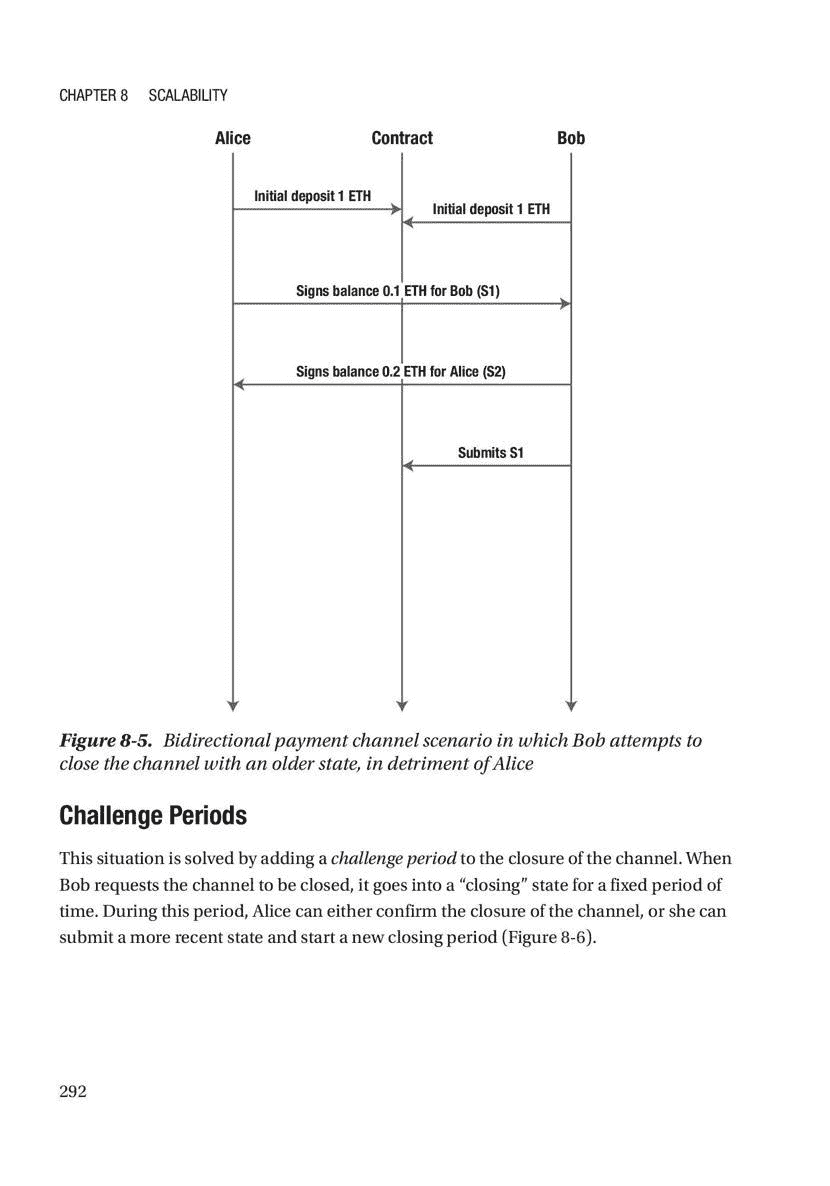 CHAPTER 8 SCALABILITY
Alice Contract Bob
Initial deposit 1 ETH
Initial deposit 1 ETH
Signs balance 0.1 ETH for Bob (S1)
Signs balance 0.2 ETH for Alice (S2)
Submits S1
Figure 8-5. Bidirectional payment channel scenario in which Bob attempts to
close the channel with an older state, in detriment of Alice
Challenge Periods
This situation is solved by adding a challenge period to the closure of the channel. When
Bob requests the channel to be closed, it goes into a “closing” state for a fixed period of
time. During this period, Alice can either confirm the closure of the channel, or she can
submit a more recent state and start a new closing period (Figure 8-6).
292